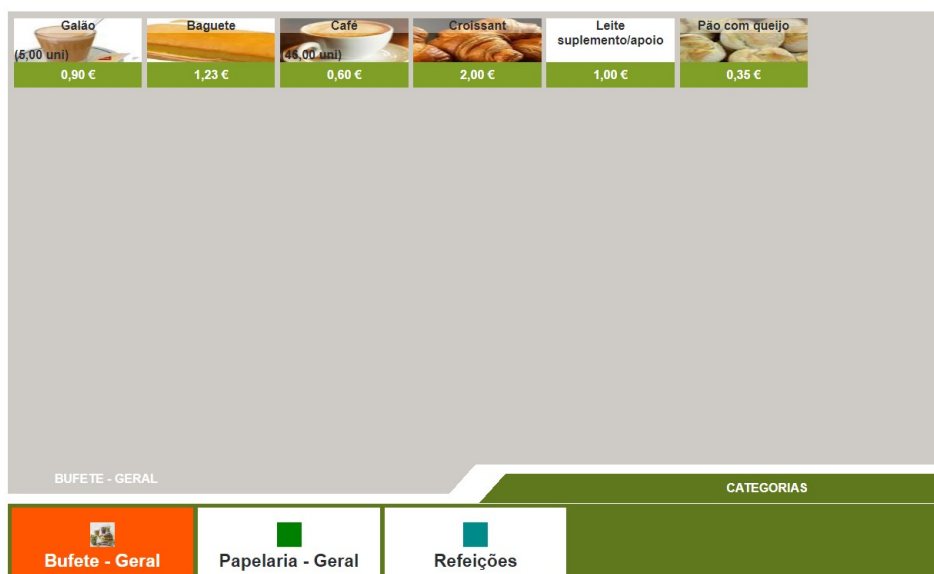 Galão
(5,00 uni)
0,90 €
Baguete
1,23 €
Café
(45,00 uni)
0,60 €
Croissant
2,00 €
Leite
suplemento/apoio
1,00 €
Pão com queijo
0,35 €
BUFETE - GERAL
CATEGORIAS
Bufete - Geral
Papelaria - Geral
Refeições